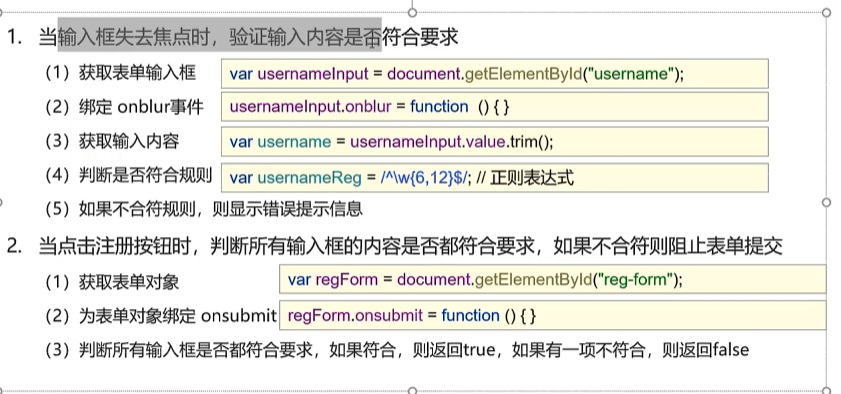 1. 当输入框失去焦点时，验证输入内容是否符合要求
（1）获取表单输入框 var usernameInput = document.getElementById("username");
（2）绑定 onblur事件 usernameInput.onblur = function () { }
（3）获取输入内容 var username = usernameInput.value.trim();
（4）判断是否符合规则 var usernameReg = /^\w{6,12}$/; // 正则表达式
（5）如果不合符规则，则显示错误提示信息
2. 当点击注册按钮时，判断所有输入框的内容是否都符合要求，如果不合符则阻止表单提交
（1）获取表单对象 var regForm = document.getElementById("reg-form");
（2）为表单对象绑定 onsubmit regForm.onsubmit = function () { }
（3）判断所有输入框是否都符合要求，如果符合，则返回true，如果有一项不符合，则返回false